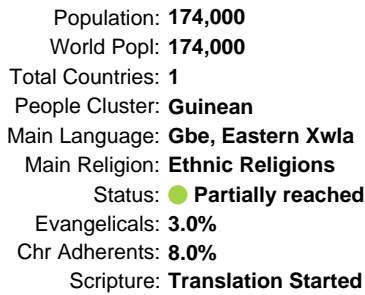 Population: 174,000
World Popl: 174,000
Total Countries: 1
People Cluster: Guinean
Main Language: Gbe, Eastern Xwla
Main Religion: Ethnic Religions
Status: Partially reached
Evangelicals: 3.0%
Chr Adherents: 8.0%
Scripture: Translation Started